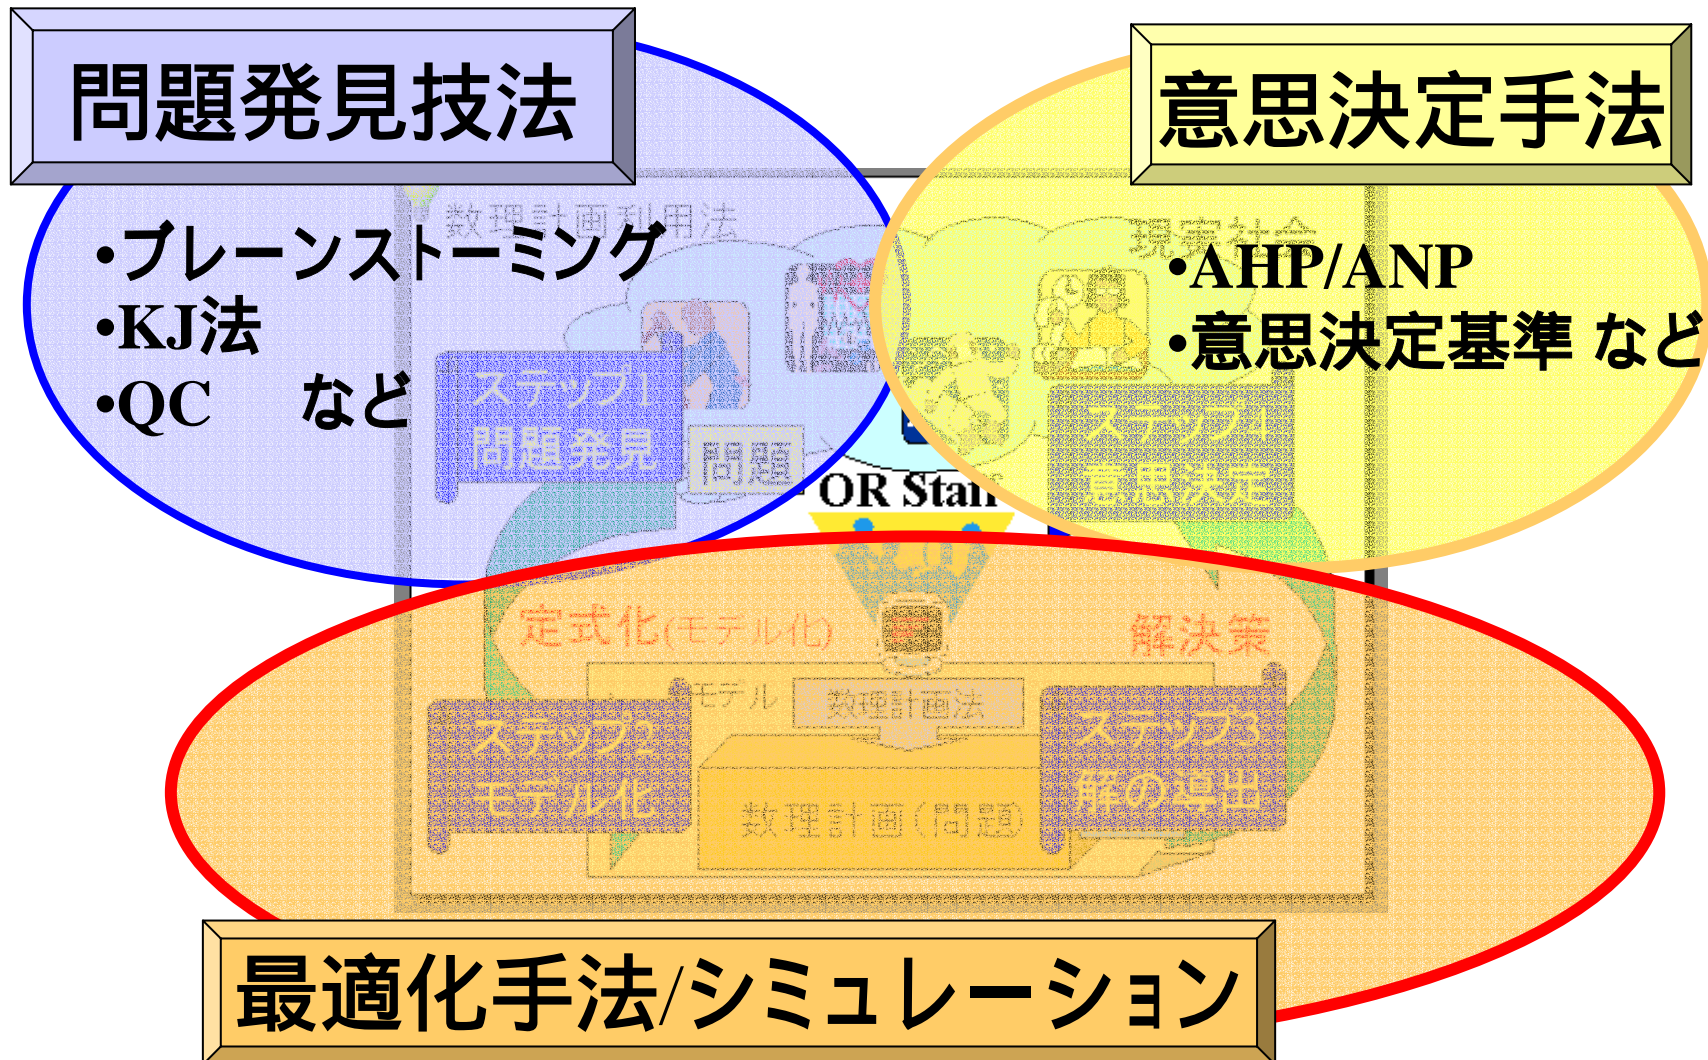 問題発見技法
意思決定手法
数理計画利用法
現実社会
•ブレーンストーミング
•KJ法
•QC　など
•AHP/ANP
•意思決定基準 など
ステップ1
問題発見
問題
ステップ4
意思決定
OR Staff
定式化(モデル化)
解決策
モデル
数理計画法
ステップ2
モデル化
ステップ3
解の導出
数理計画(問題)
最適化手法/シミュレーション